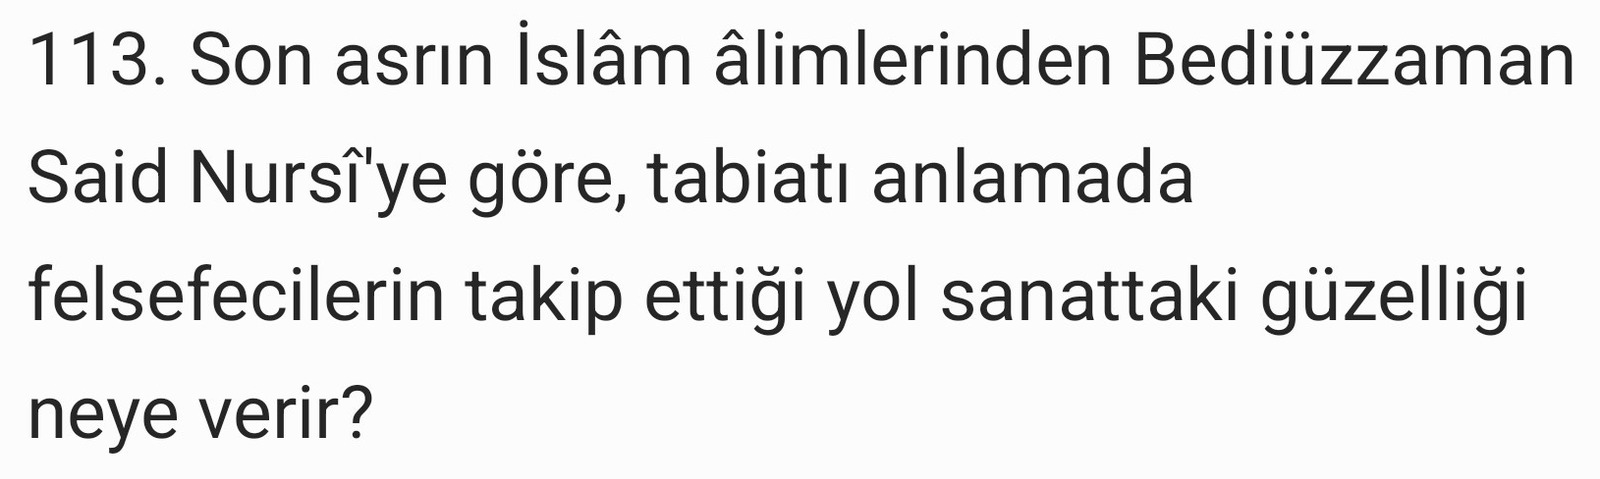 113. Son asrın İslâm âlimlerinden Bediüzzaman
Said Nursî'ye göre, tabiatı anlamada
felsefecilerin takip ettiği yol sanattaki güzelliği
neye verir?